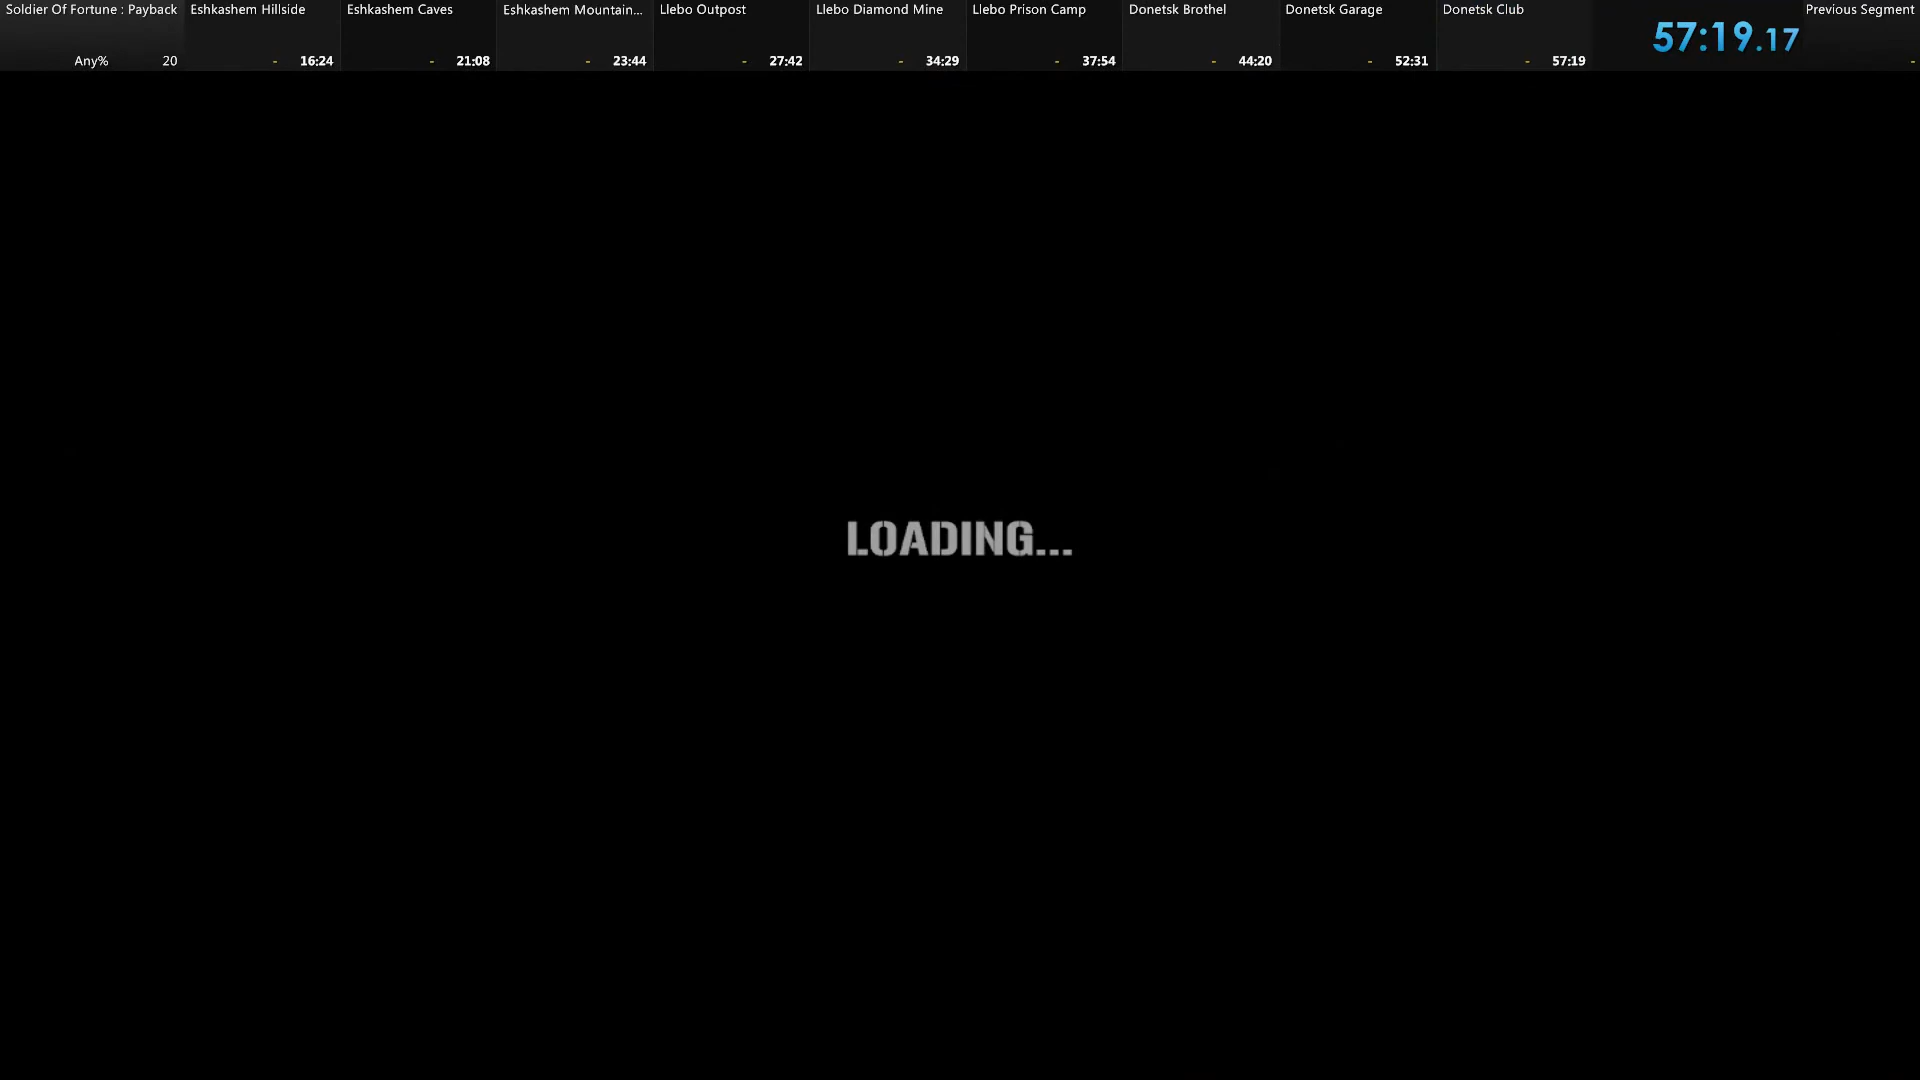 Soldier Of Fortune : Payback Eshkashem Hillside Eshkashem Caves Eshkashem Mountain... Llebo Outpost Llebo Diamond Mine Llebo Prison Camp Donetsk Brothel Donetsk Garage Donetsk Club 57:19.17 Previous Segment
Any% 20 - 16:24 - 21:08 - 23:44 - 27:42 - 34:29 - 37:54 - 44:20 - 52:31 - 57:19 -
LOADING...